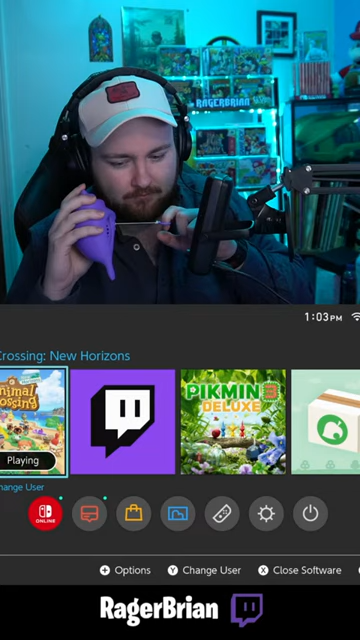 RAGERBRIAN
1:03 PM
Crossing: New Horizons
Animal
Crossing
PIKMIN 3
DELUXE
Playing
Change User
ONLINE
Options
Change User
Close Software
RagerBrian